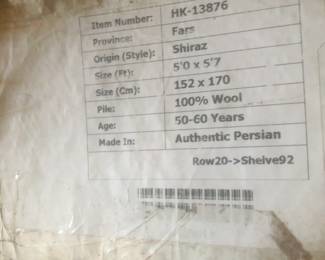 Item Number: HK-13876
Province: Fars
Origin (Style): Shiraz
Size (Ft): 5'0 x 5'7
Size (Cm): 152 x 170
Pile: 100% Wool
Age: 50-60 Years
Made In: Authentic Persian
Row20->Shelve92